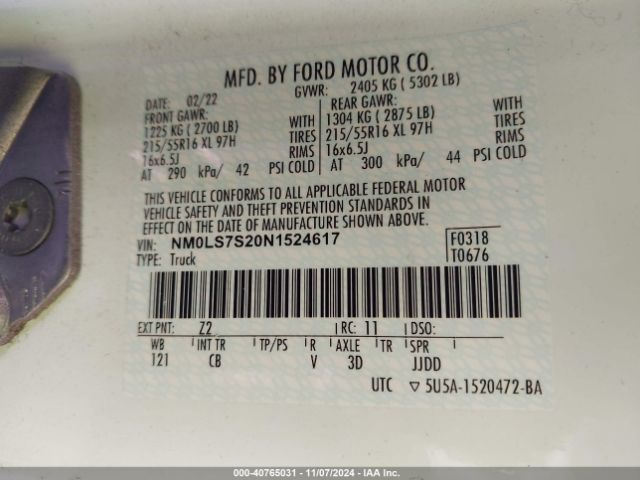 MFD. BY FORD MOTOR CO.
DATE: 02/22 GVWR: 2405 KG ( 5302 LB)
FRONT GAWR: REAR GAWR:
1225 KG ( 2700 LB) WITH 1304 KG ( 2875 LB) WITH
215/55R16 XL 97H TIRES 215/55R16 XL 97H TIRES
16x6.5J RIMS 16x6.5J RIMS
AT 290 kPa/ 42 PSI COLD AT 300 kPa/ 44 PSI COLD
THIS VEHICLE CONFORMS TO ALL APPLICABLE FEDERAL MOTOR
VEHICLE SAFETY AND THEFT PREVENTION STANDARDS IN
EFFECT ON THE DATE OF MANUFACTURE SHOWN ABOVE.
VIN: NM0LS7S20N1524617 F0318
TYPE: Truck T0676
EXT PNT: Z2 RC: 11 DSO:
WB INT TR TP/PS R AXLE TR SPR
121 CB V 3D JJDD
UTC ▽ 5U5A-1520472-BA
000-40765031 - 11/07/2024 - IAA Inc.